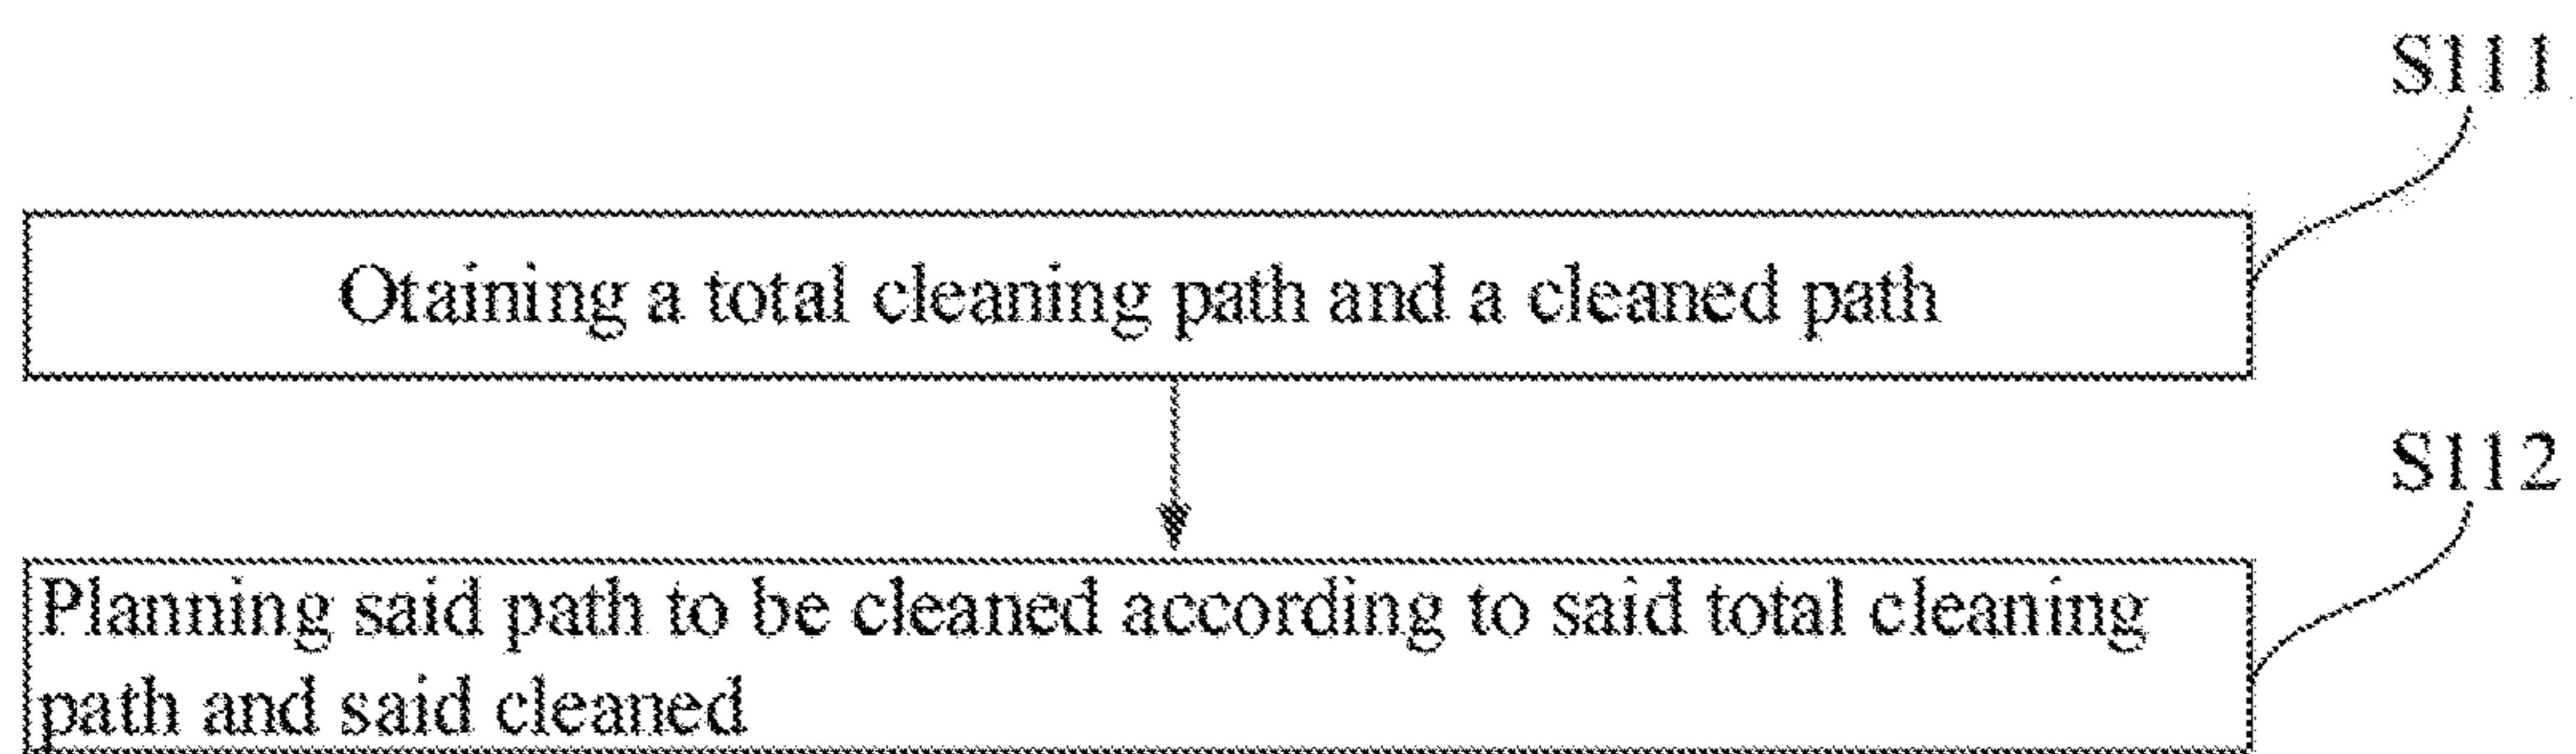 S111
Otaining a total cleaning path and a cleaned path
S112
Planning said path to be cleaned according to said total cleaning
path and said cleaned